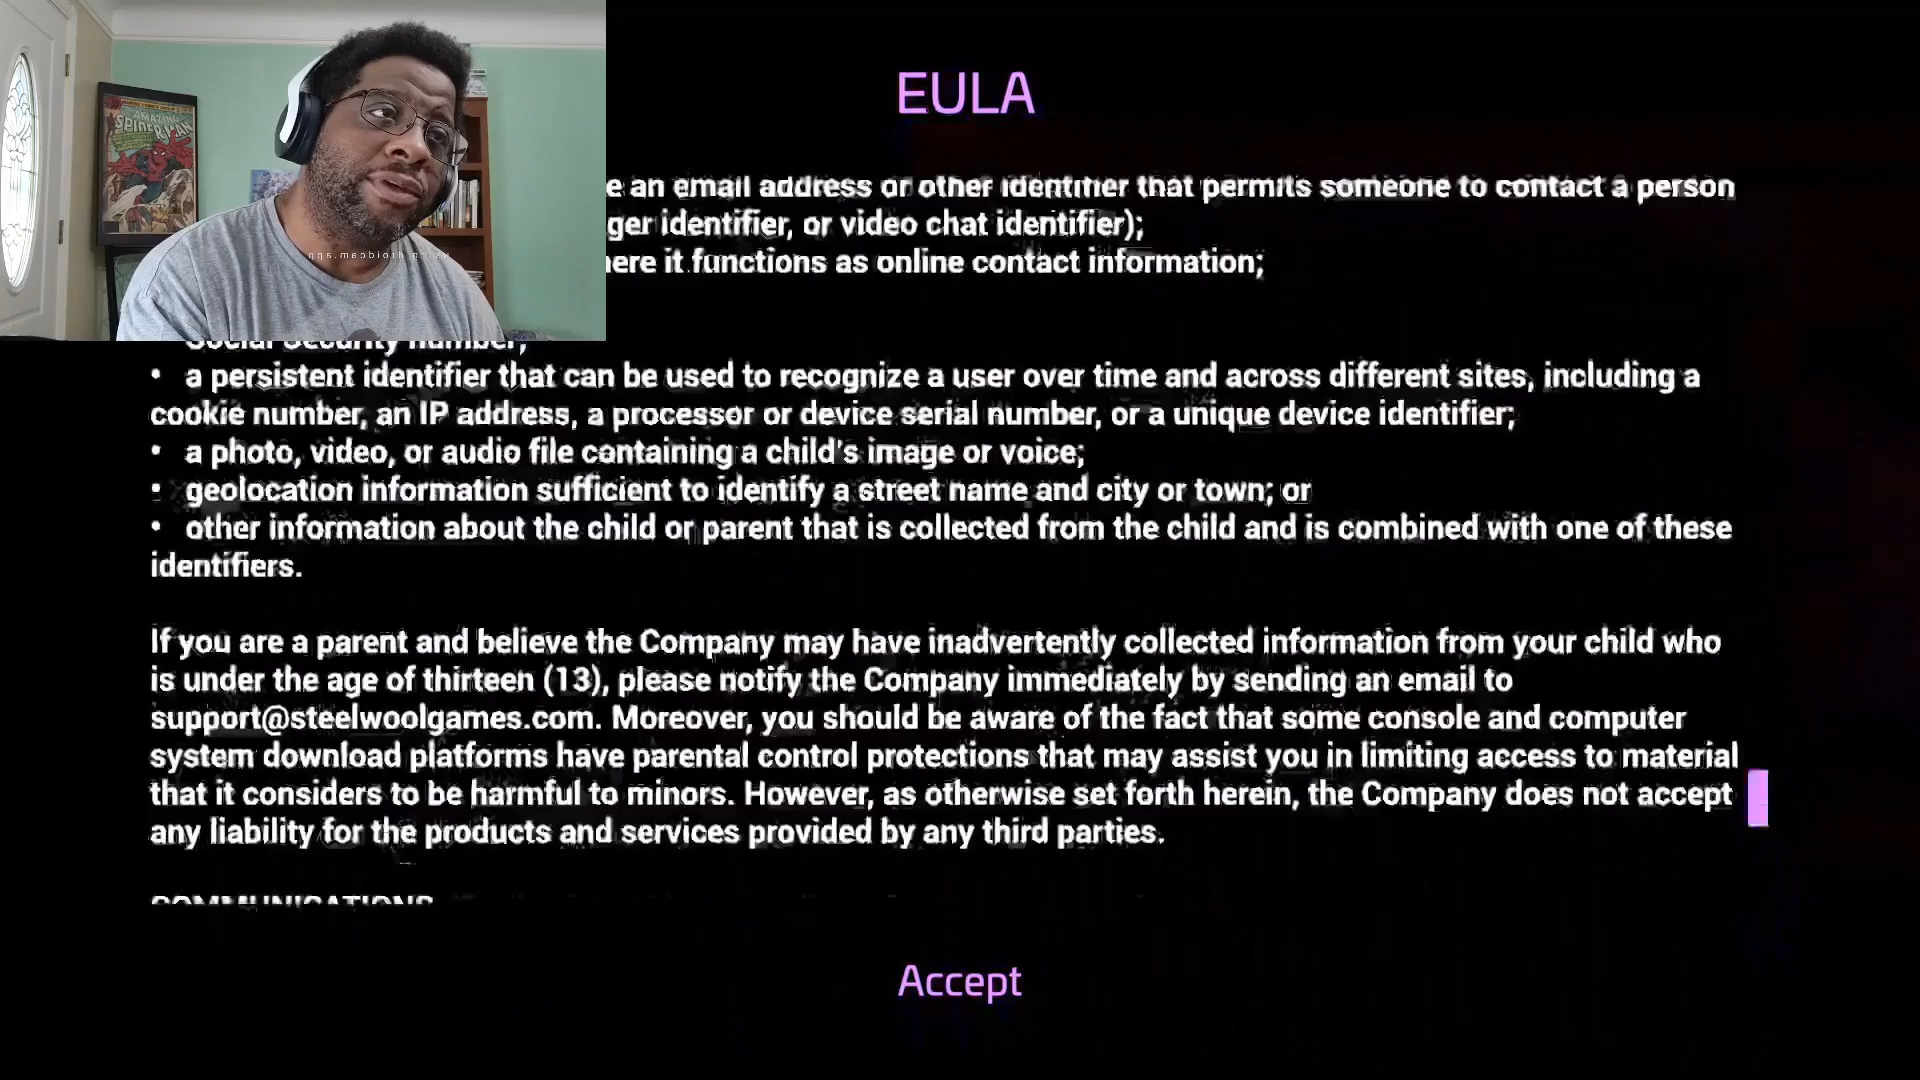 EULA
AMAZING
SPIDER-MAN
e an email address or other identifier that permits someone to contact a person
ger identifier, or video chat identifier);
here it functions as online contact information;
Social Security number;
• a persistent identifier that can be used to recognize a user over time and across different sites, including a
cookie number, an IP address, a processor or device serial number, or a unique device identifier;
• a photo, video, or audio file containing a child's image or voice;
• geolocation information sufficient to identify a street name and city or town; or
• other information about the child or parent that is collected from the child and is combined with one of these
identifiers.
If you are a parent and believe the Company may have inadvertently collected information from your child who
is under the age of thirteen (13), please notify the Company immediately by sending an email to
support@steelwoolgames.com. Moreover, you should be aware of the fact that some console and computer
system download platforms have parental control protections that may assist you in limiting access to material
that it considers to be harmful to minors. However, as otherwise set forth herein, the Company does not accept
any liability for the products and services provided by any third parties.
COMMUNICATIONS
Accept